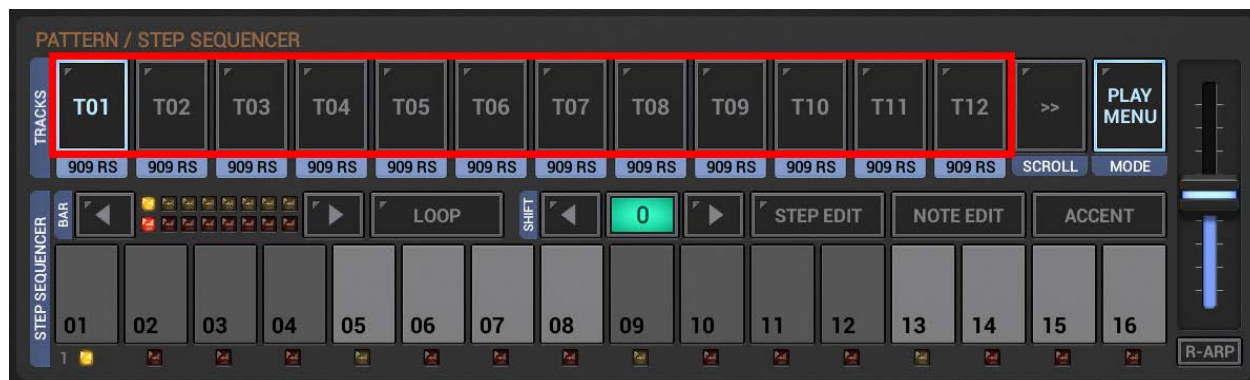 PATTERN / STEP SEQUENCER
TRACKS
T01 T02 T03 T04 T05 T06 T07 T08 T09 T10 T11 T12 >> PLAY MENU
909 RS 909 RS 909 RS 909 RS 909 RS 909 RS 909 RS 909 RS 909 RS 909 RS 909 RS 909 RS SCROLL MODE
STEP SEQUENCER
BAR LOOP SHIFT 0 STEP EDIT NOTE EDIT ACCENT
01 02 03 04 05 06 07 08 09 10 11 12 13 14 15 16
1 R-ARP